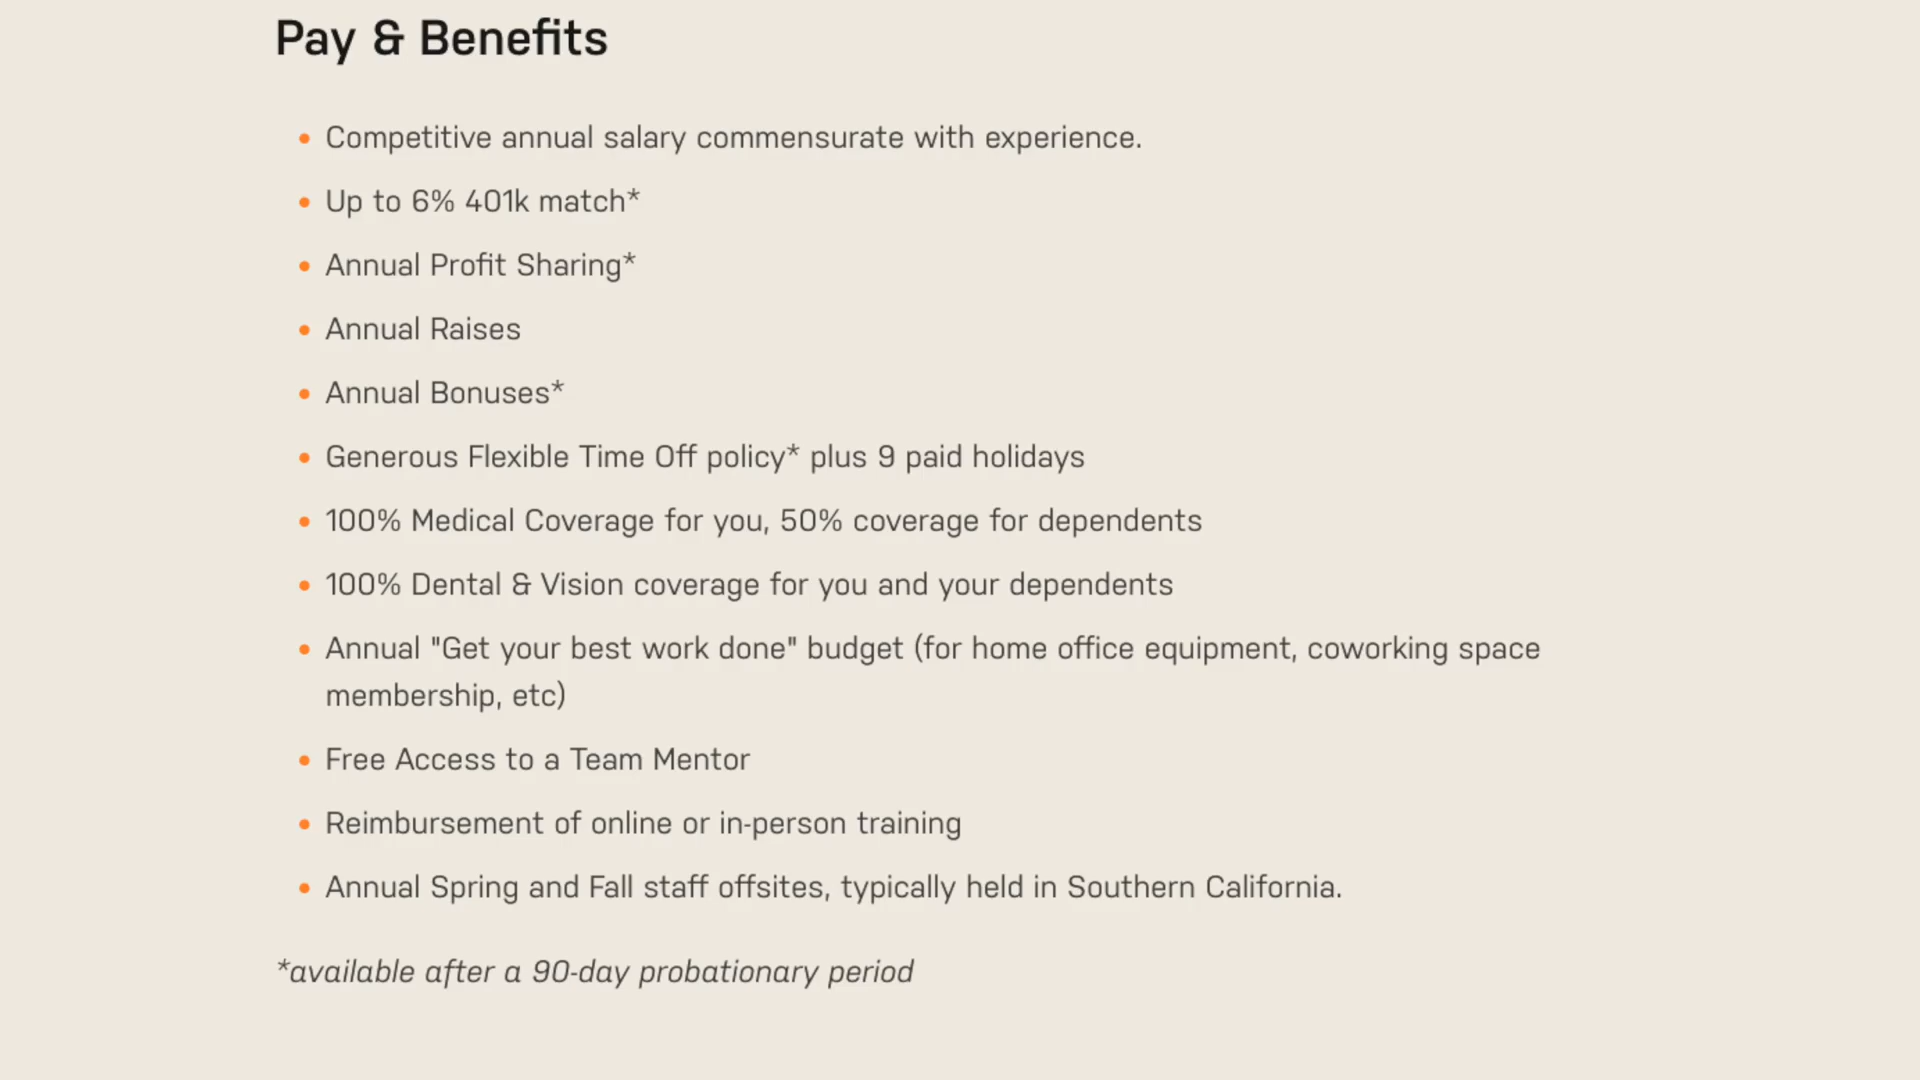 Pay & Benefits
• Competitive annual salary commensurate with experience.
• Up to 6% 401k match*
• Annual Profit Sharing*
• Annual Raises
• Annual Bonuses*
• Generous Flexible Time Off policy* plus 9 paid holidays
• 100% Medical Coverage for you, 50% coverage for dependents
• 100% Dental & Vision coverage for you and your dependents
• Annual "Get your best work done" budget (for home office equipment, coworking space
membership, etc)
• Free Access to a Team Mentor
• Reimbursement of online or in-person training
• Annual Spring and Fall staff offsites, typically held in Southern California.
*available after a 90-day probationary period